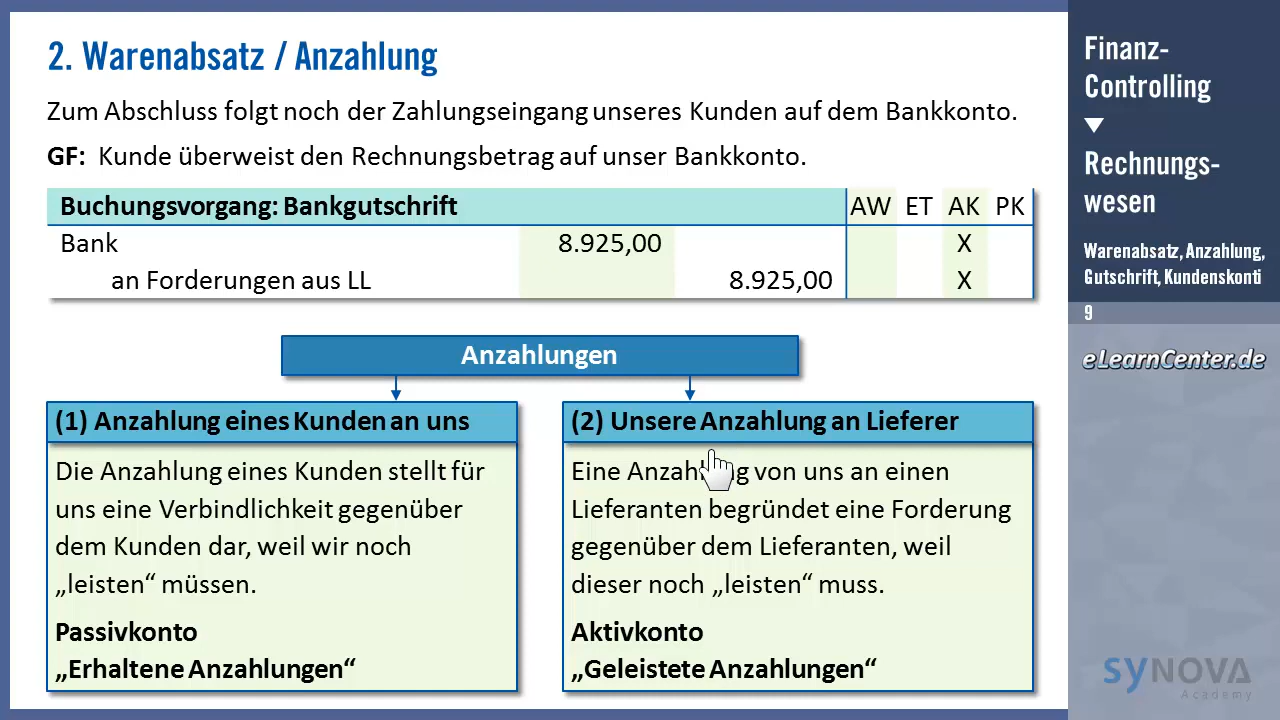 2. Warenabsatz / Anzahlung
Zum Abschluss folgt noch der Zahlungseingang unseres Kunden auf dem Bankkonto.
GF: Kunde überweist den Rechnungsbetrag auf unser Bankkonto.
Buchungsvorgang: Bankgutschrift AW ET AK PK
Bank 8.925,00 X
an Forderungen aus LL 8.925,00 X
Anzahlungen
(1) Anzahlung eines Kunden an uns
Die Anzahlung eines Kunden stellt für
uns eine Verbindlichkeit gegenüber
dem Kunden dar, weil wir noch
„leisten“ müssen.
Passivkonto
„Erhaltene Anzahlungen“
(2) Unsere Anzahlung an Lieferer
Eine Anzahlung von uns an einen
Lieferanten begründet eine Forderung
gegenüber dem Lieferanten, weil
dieser noch „leisten“ muss.
Aktivkonto
„Geleistete Anzahlungen“
Finanz-
Controlling
Rechnungs-
wesen
Warenabsatz, Anzahlung,
Gutschrift, Kundenskonti
9
eLearnCenter.de
syNOVA
Academy